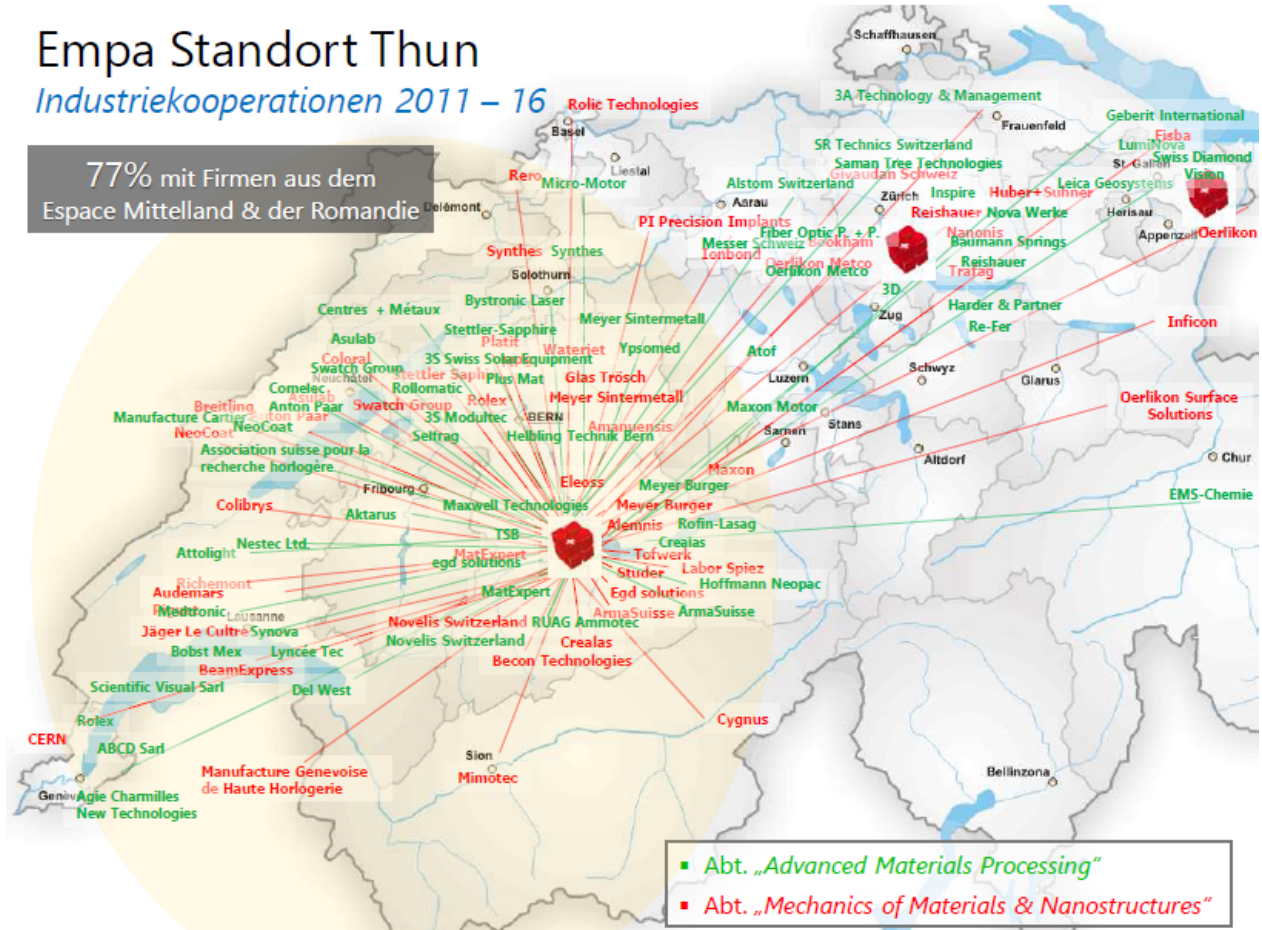 Empa Standort Thun
Industriekooperationen 2011 – 16
77% mit Firmen aus dem
Espace Mittelland & der Romandie
Schaffhausen
Rolic Technologies
Basel
3A Technology & Management
Frauenfeld
Geberit International
Fisba
LumiNova
St. Gallen
Swiss Diamond
Vision
SR Technics Switzerland
Saman Tree Technologies
Givaudan Schweiz
Liestal
Rero
Micro-Motor
Alstom Switzerland
Zürich
Inspire
Huber+Suhner
Leica Geosystems
Aarau
Delémont
Reishauer
Nova Werke
Herisau
PI Precision Implants
Fiber Optic P. + P.
Nanonis
Appenzell
Oerlikon
Messer Schweiz
Bookham
Baumann Springs
Synthes
Synthes
Ionbond
Oerlikon Metco
Oerlikon Metco
Reishauer
Trafag
Solothurn
3D
Bystronic Laser
Harder & Partner
Centres + Métaux
Zug
Meyer Sintermetall
Re-Fer
Inficon
Stettler-Sapphire
Asulab
Platit
Waterjet
Ypsomed
Atof
Coloral
3S Swiss Solar Equipment
Swatch Group
Stettler Saphir
Plus Mat
Glas Trösch
Luzern
Schwyz
Glarus
Neuchâtel
Comelec
Rollomatic
Asulab
Rolex
Meyer Sintermetall
Oerlikon Surface
Solutions
Breitling
Anton Paar
Swatch Group
Maxon Motor
Manufacture Cartier
Anton Paar
3S Modultec
BERN
Stans
NeoCoat
NeoCoat
Amanuensis
Sarnen
Selfrag
Helbling Technik Bern
Association suisse pour la
recherche horlogère
Altdorf
Chur
Maxon
Fribourg
Eleoss
Meyer Burger
EMS-Chemie
Colibrys
Maxwell Technologies
Meyer Burger
Aktarus
Alemnis
Rofin-Lasag
TSB
Crealas
Nestec Ltd.
Attolight
MatExpert
Tofwerk
egd solutions
Labor Spiez
Studer
Richemont
Hoffmann Neopac
Audemars
MatExpert
Egd solutions
Medtronic
ArmaSuisse
ArmaSuisse
Lausanne
Novelis Switzerland
RUAG Ammotec
Jäger Le Cultre
Synova
Novelis Switzerland
Crealas
Bobst Mex
Lyncée Tec
Becon Technologies
BeamExpress
Scientific Visual Sarl
Del West
Rolex
Cygnus
CERN
ABCD Sarl
Sion
Manufacture Genevoise
de Haute Horlogerie
Mimotec
Bellinzona
Genève
Agie Charmilles
New Technologies
▪ Abt. „Advanced Materials Processing“
▪ Abt. „Mechanics of Materials & Nanostructures“